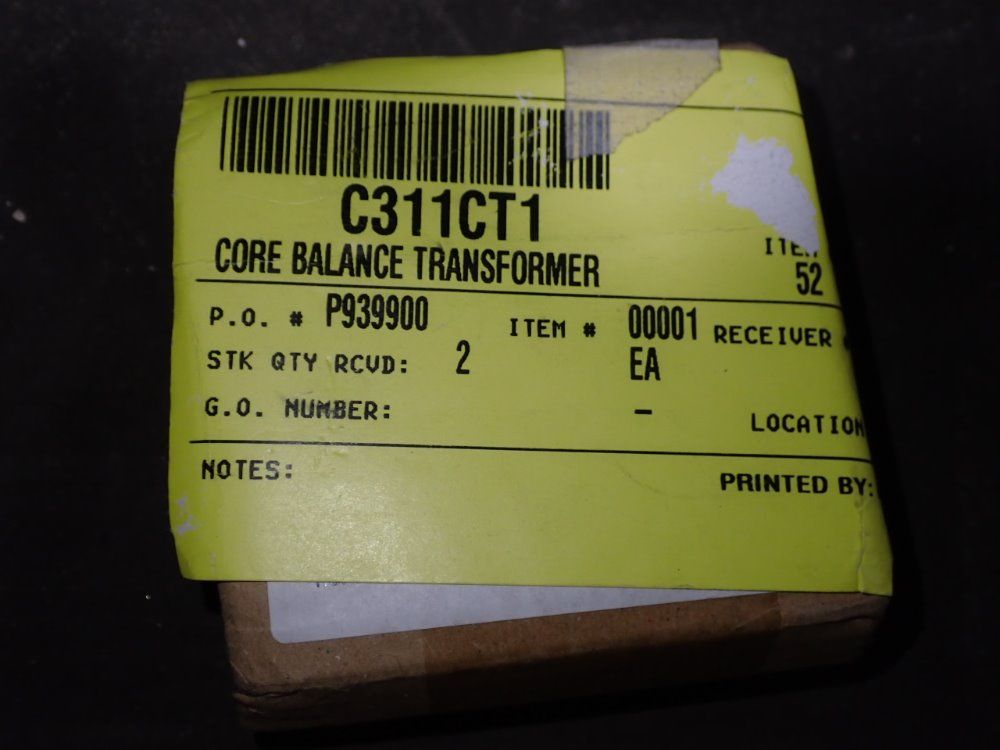 C311CT1
CORE BALANCE TRANSFORMER
ITEM
52
P.O. # P939900 ITEM # 00001 RECEIVER
STK QTY RCVD: 2 EA
G.O. NUMBER: –
LOCATION
NOTES:
PRINTED BY: